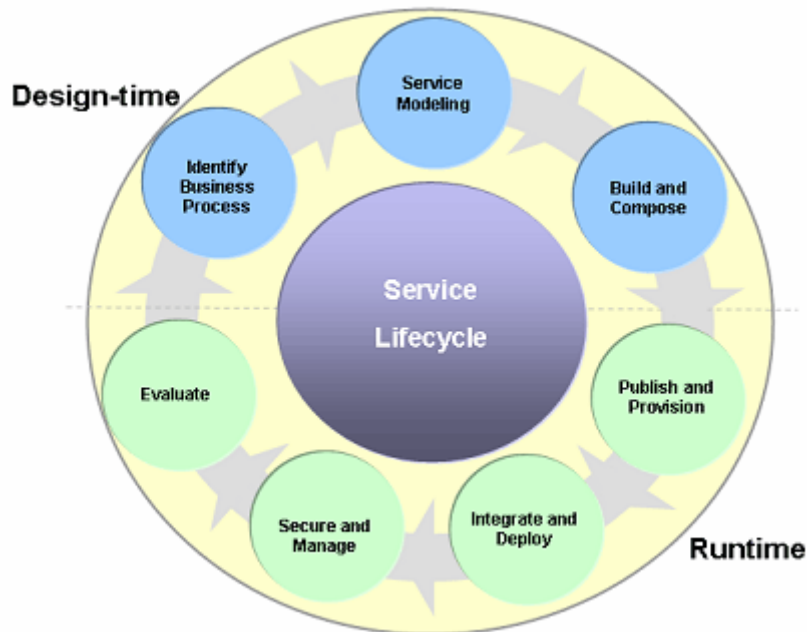 Design-time
Service
Modeling
Identify
Business
Process
Build and
Compose
Service
Lifecycle
Evaluate
Publish and
Provision
Secure and
Manage
Integrate and
Deploy
Runtime